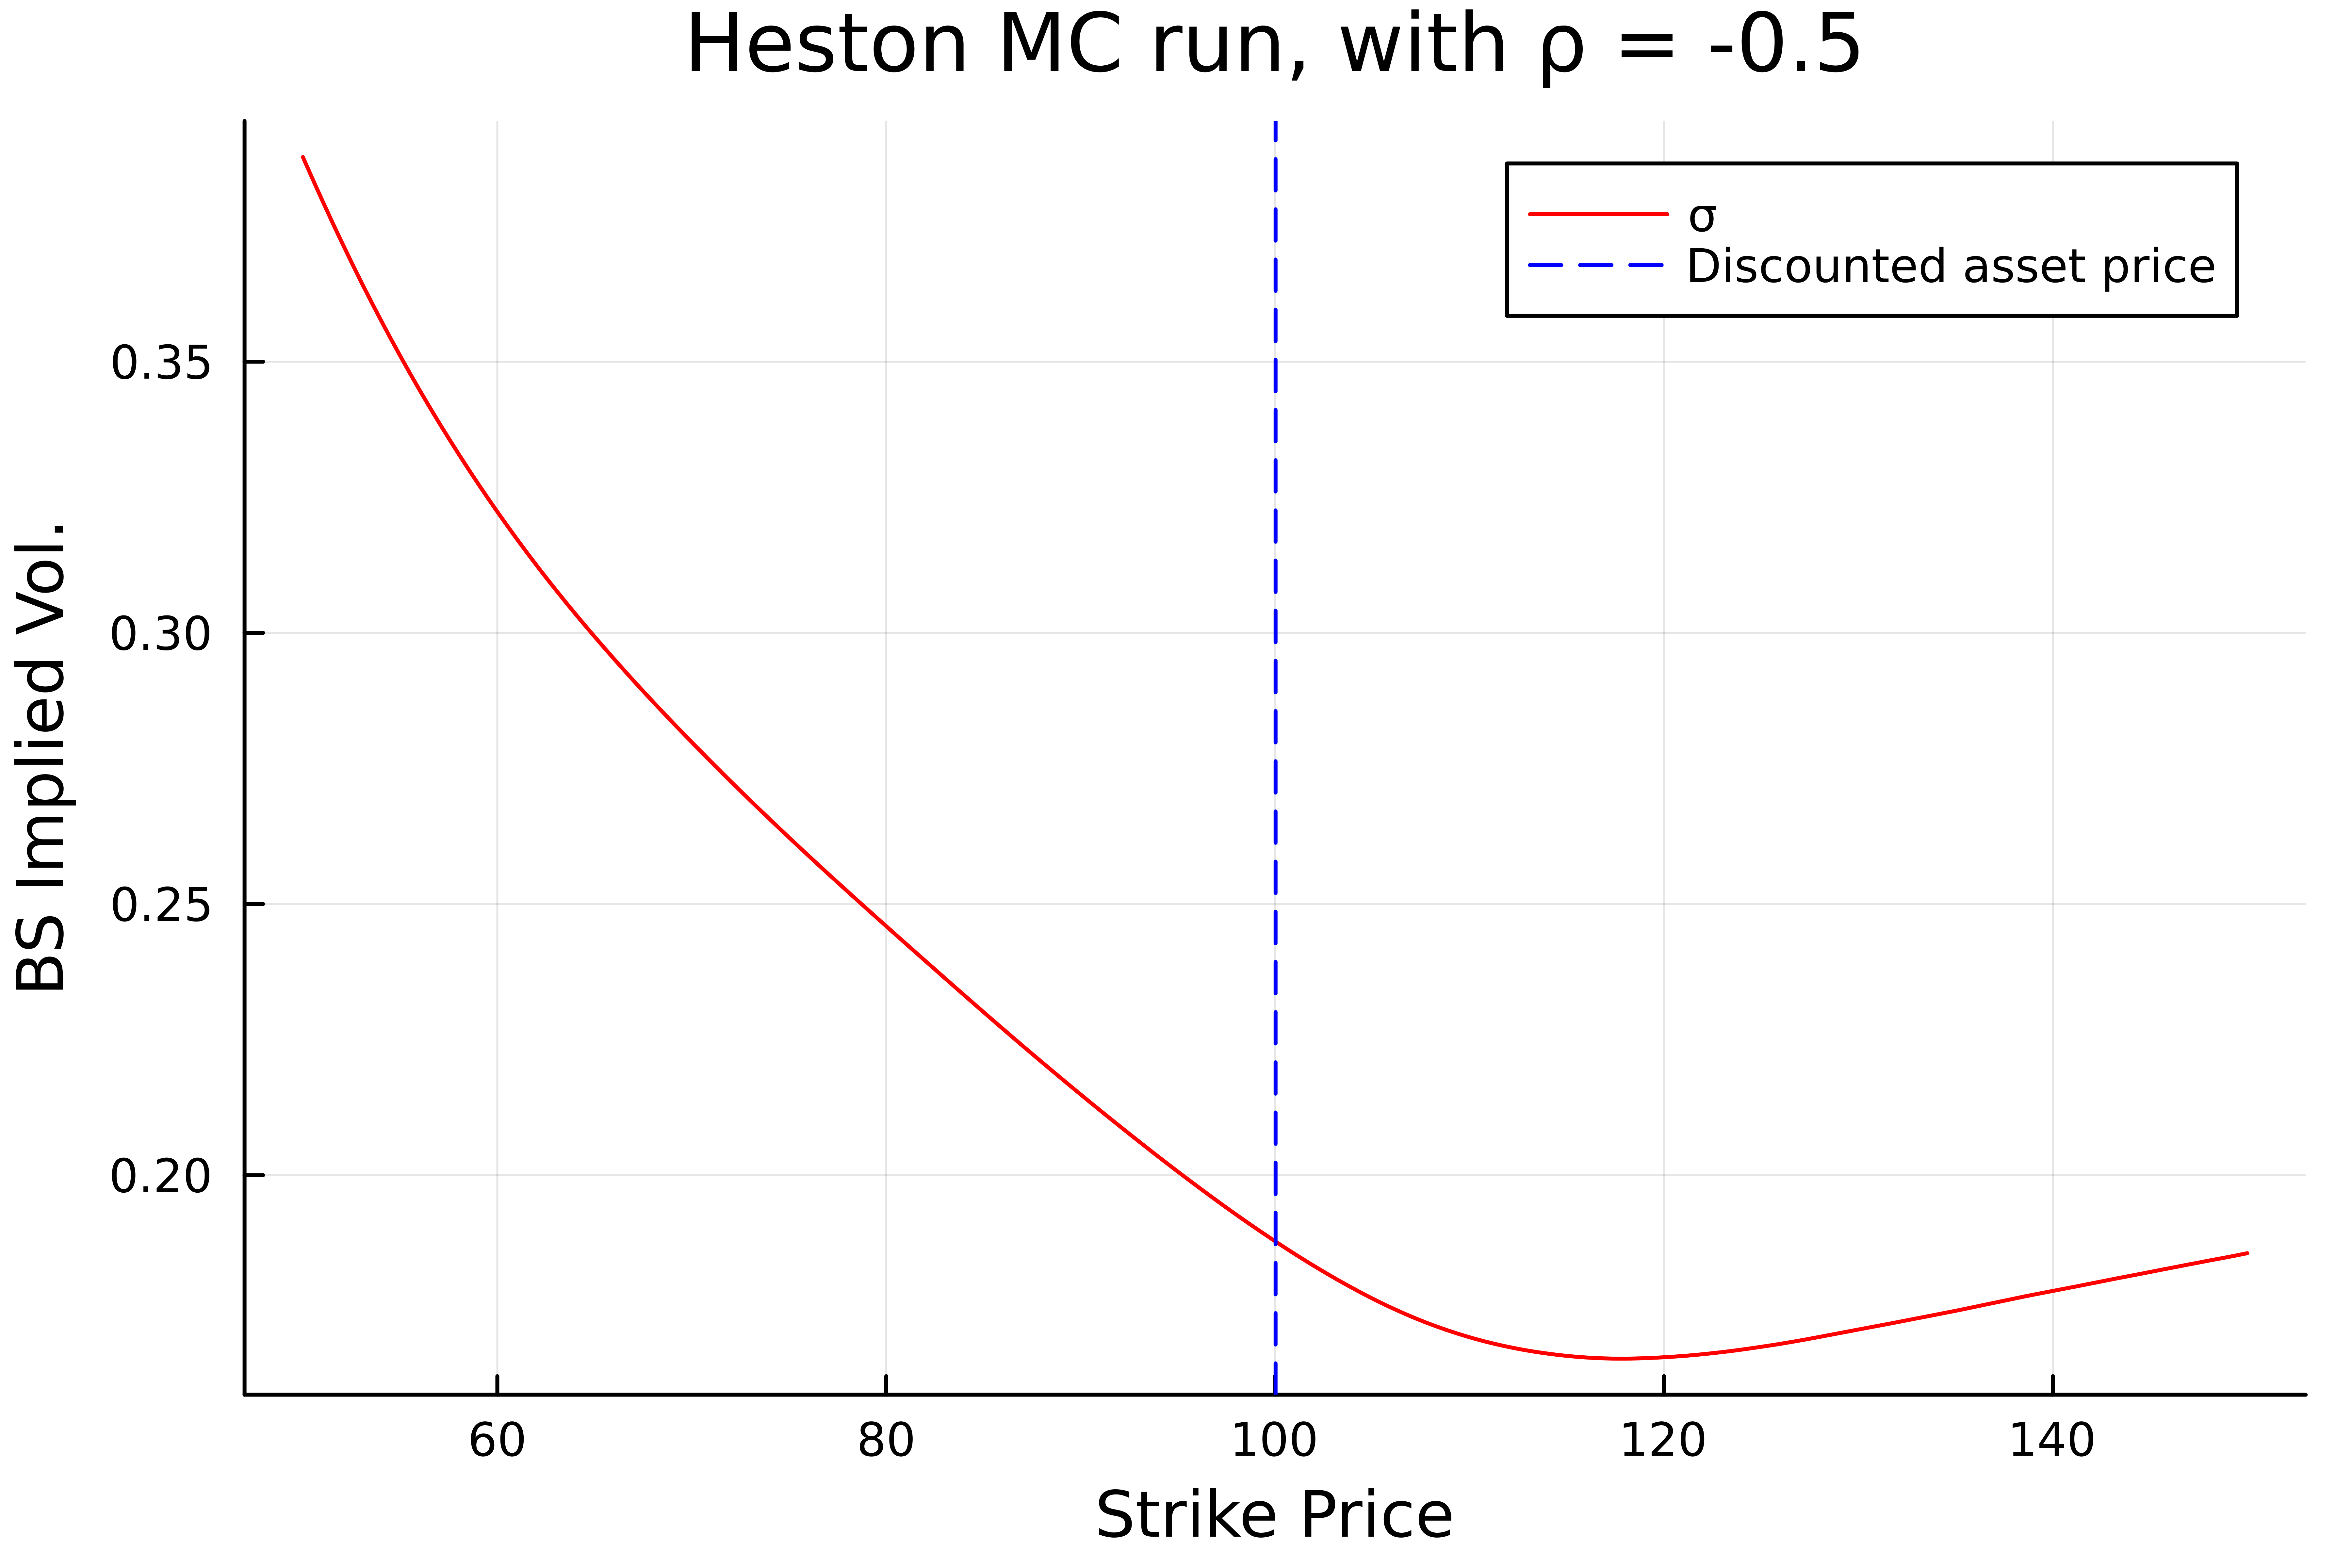 Heston MC run, with ρ = -0.5
σ
Discounted asset price
BS Implied Vol.
0.35
0.30
0.25
0.20
60
80
100
120
140
Strike Price